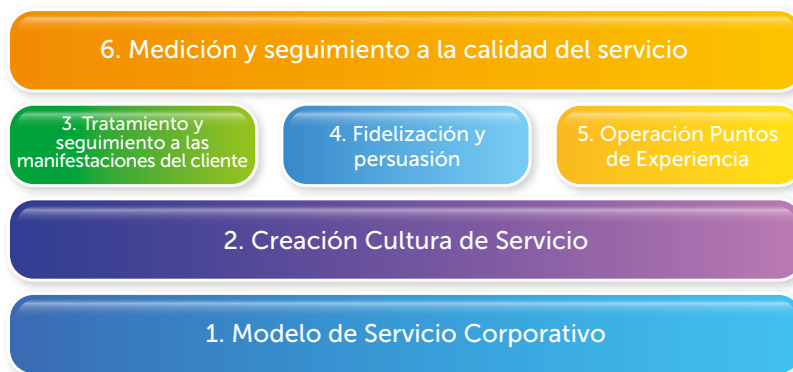 6. Medición y seguimiento a la calidad del servicio
3. Tratamiento y
seguimiento a las
manifestaciones del cliente
4. Fidelización y
persuasión
5. Operación Puntos
de Experiencia
2. Creación Cultura de Servicio
1. Modelo de Servicio Corporativo